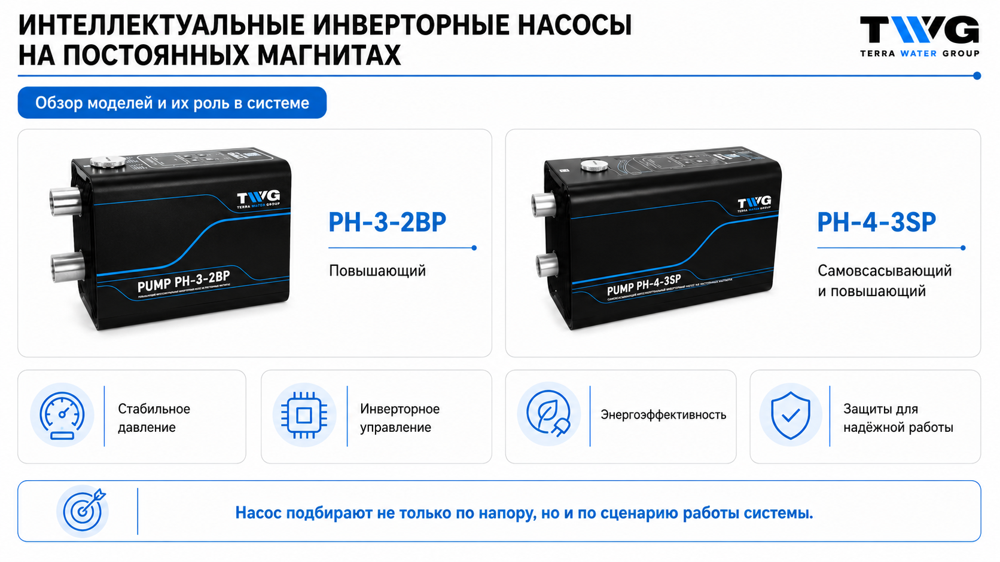 ИНТЕЛЛЕКТУАЛЬНЫЕ ИНВЕРТОРНЫЕ НАСОСЫ
НА ПОСТОЯННЫХ МАГНИТАХ
TWG
TERRA WATER GROUP
Обзор моделей и их роль в системе
TWG
TERRA WATER GROUP
PUMP PH-3-2BP
PH-3-2BP
Повышающий
TWG
TERRA WATER GROUP
PUMP PH-4-3SP
PH-4-3SP
Самовсасывающий
и повышающий
Стабильное
давление
Инверторное
управление
Энергоэффективность
Защиты для
надёжной работы
Насос подбирают не только по напору, но и по сценарию работы системы.